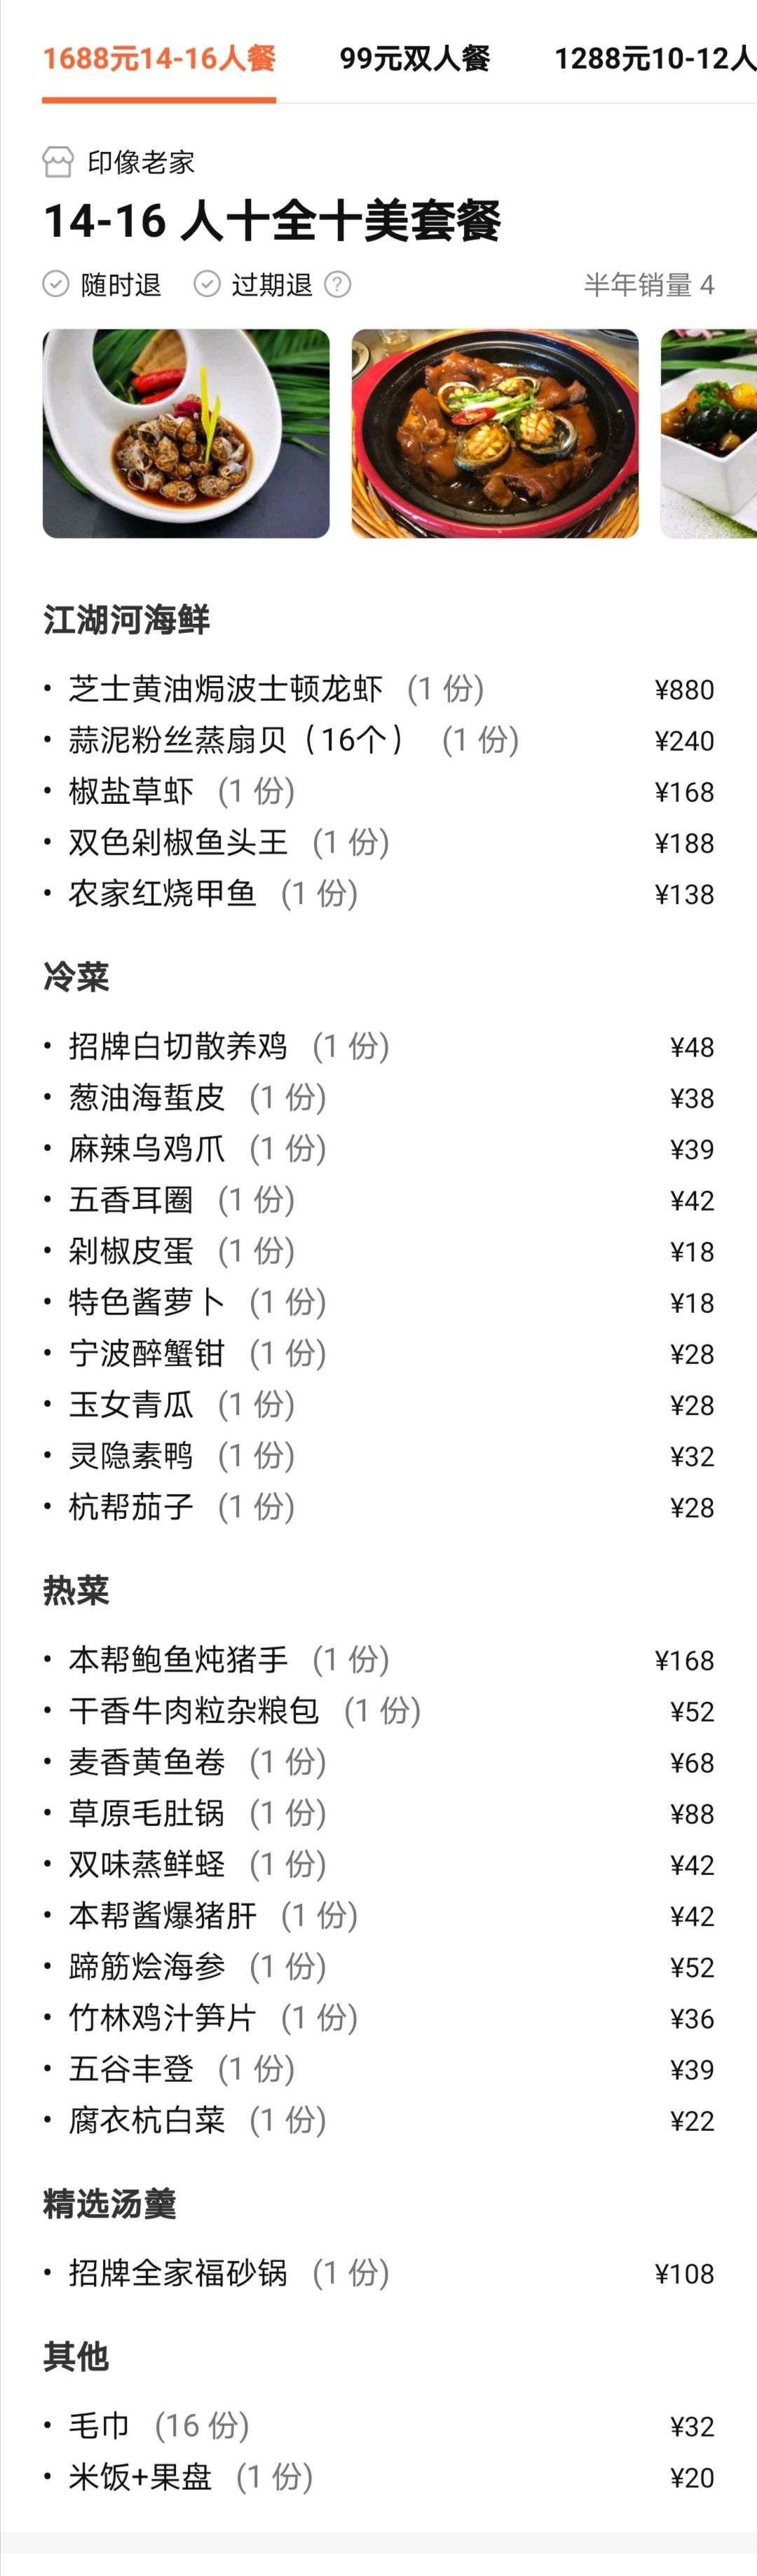 1688元14-16人餐 99元双人餐 1288元10-12人
印像老家
14-16 人十全十美套餐
随时退 过期退 ? 半年销量 4
江湖河海鲜
· 芝士黄油焗波士顿龙虾 (1 份) ¥880
· 蒜泥粉丝蒸扇贝（16个） (1 份) ¥240
· 椒盐草虾 (1 份) ¥168
· 双色剁椒鱼头王 (1 份) ¥188
· 农家红烧甲鱼 (1 份) ¥138
冷菜
· 招牌白切散养鸡 (1 份) ¥48
· 葱油海蜇皮 (1 份) ¥38
· 麻辣乌鸡爪 (1 份) ¥39
· 五香耳圈 (1 份) ¥42
· 剁椒皮蛋 (1 份) ¥18
· 特色酱萝卜 (1 份) ¥18
· 宁波醉蟹钳 (1 份) ¥28
· 玉女青瓜 (1 份) ¥28
· 灵隐素鸭 (1 份) ¥32
· 杭帮茄子 (1 份) ¥28
热菜
· 本帮鲍鱼炖猪手 (1 份) ¥168
· 干香牛肉粒杂粮包 (1 份) ¥52
· 麦香黄鱼卷 (1 份) ¥68
· 草原毛肚锅 (1 份) ¥88
· 双味蒸鲜蛏 (1 份) ¥42
· 本帮酱爆猪肝 (1 份) ¥42
· 蹄筋烩海参 (1 份) ¥52
· 竹林鸡汁笋片 (1 份) ¥36
· 五谷丰登 (1 份) ¥39
· 腐衣杭白菜 (1 份) ¥22
精选汤羹
· 招牌全家福砂锅 (1 份) ¥108
其他
· 毛巾 (16 份) ¥32
· 米饭+果盘 (1 份) ¥20